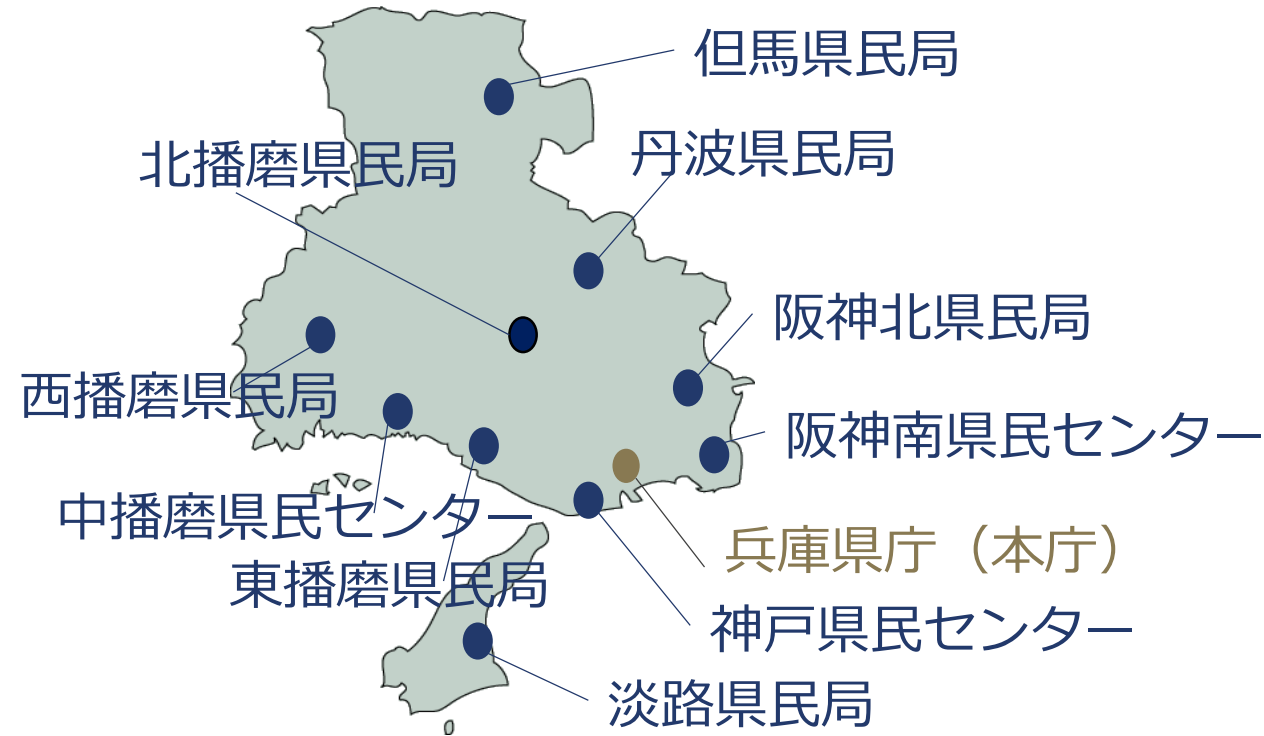 但馬県民局
丹波県民局
北播磨県民局
阪神北県民局
西播磨県民局
阪神南県民センター
中播磨県民センター
兵庫県庁（本庁）
東播磨県民局
神戸県民センター
淡路県民局